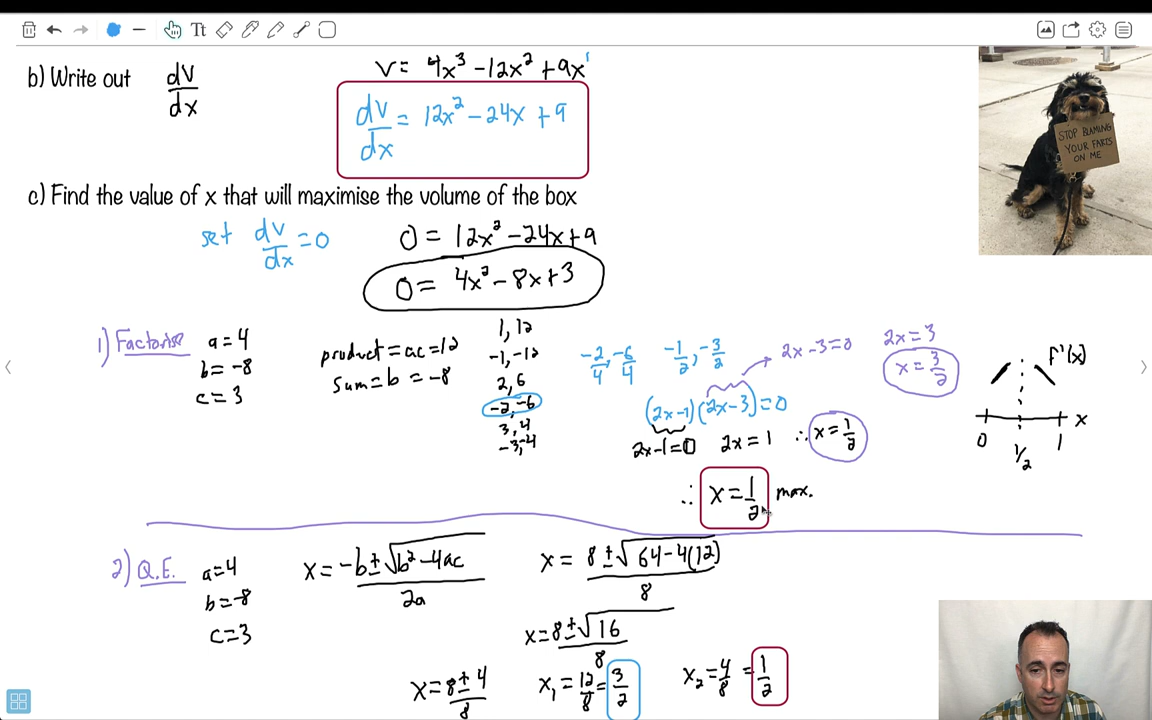 Tt
b) Write out dV/dx
V = 4x³ - 12x² + 9x'
dV/dx = 12x² - 24x + 9
STOP BLAMING
YOUR FARTS
ON ME
c) Find the value of x that will maximise the volume of the box
set dV/dx = 0
0 = 12x² - 24x + 9
0 = 4x² - 8x + 3
1) Factorise
a = 4
b = -8
c = 3
product = ac = 12
sum = b = -8
1, 12
-1, -12
2, 6
-2, -6
3, 4
-3, -4
-2/4, -6/4
-1/2, -3/2
2x - 3 = 0
2x = 3
x = 3/2
(2x - 1)(2x - 3) = 0
2x - 1 = 0
2x = 1
∴ x = 1/2
f'(x)
x
0
1/2
1
∴ x = 1/2 max.
2) Q.E.
a = 4
b = -8
c = 3
x = -b ± √b² - 4ac / 2a
x = 8 ± √64 - 4(12) / 8
x = 8 ± √16 / 8
x = 8 ± 4 / 8
x₁ = 12/8 = 3/2
x₂ = 4/8 = 1/2